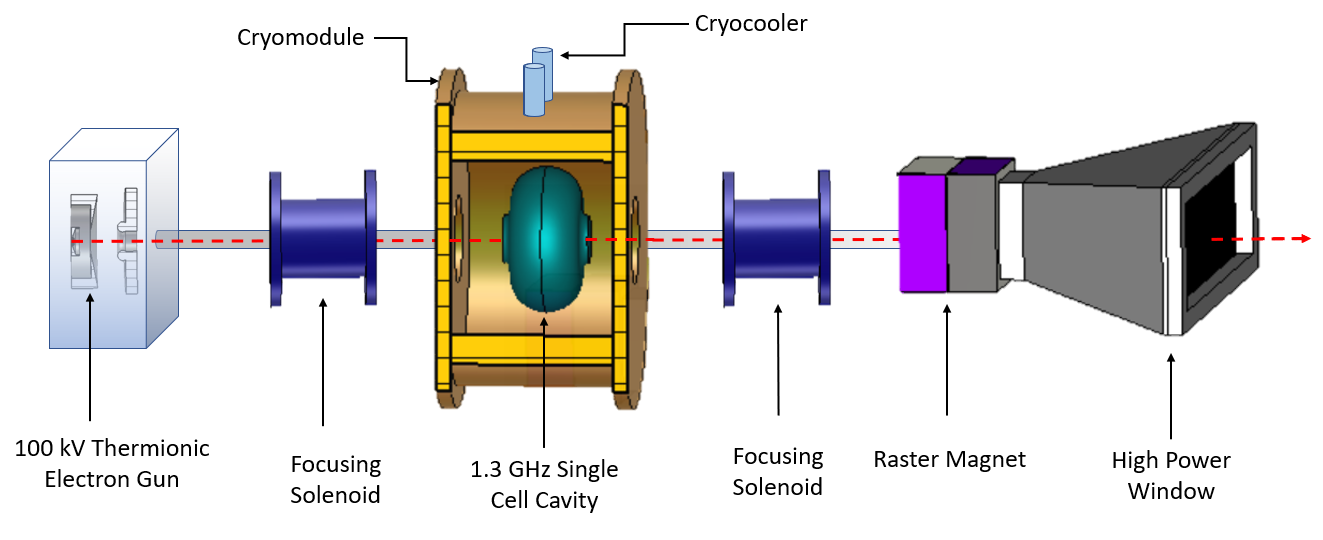 Cryomodule
Cryocooler
100 kV Thermionic
Electron Gun
Focusing
Solenoid
1.3 GHz Single
Cell Cavity
Focusing
Solenoid
Raster Magnet
High Power
Window